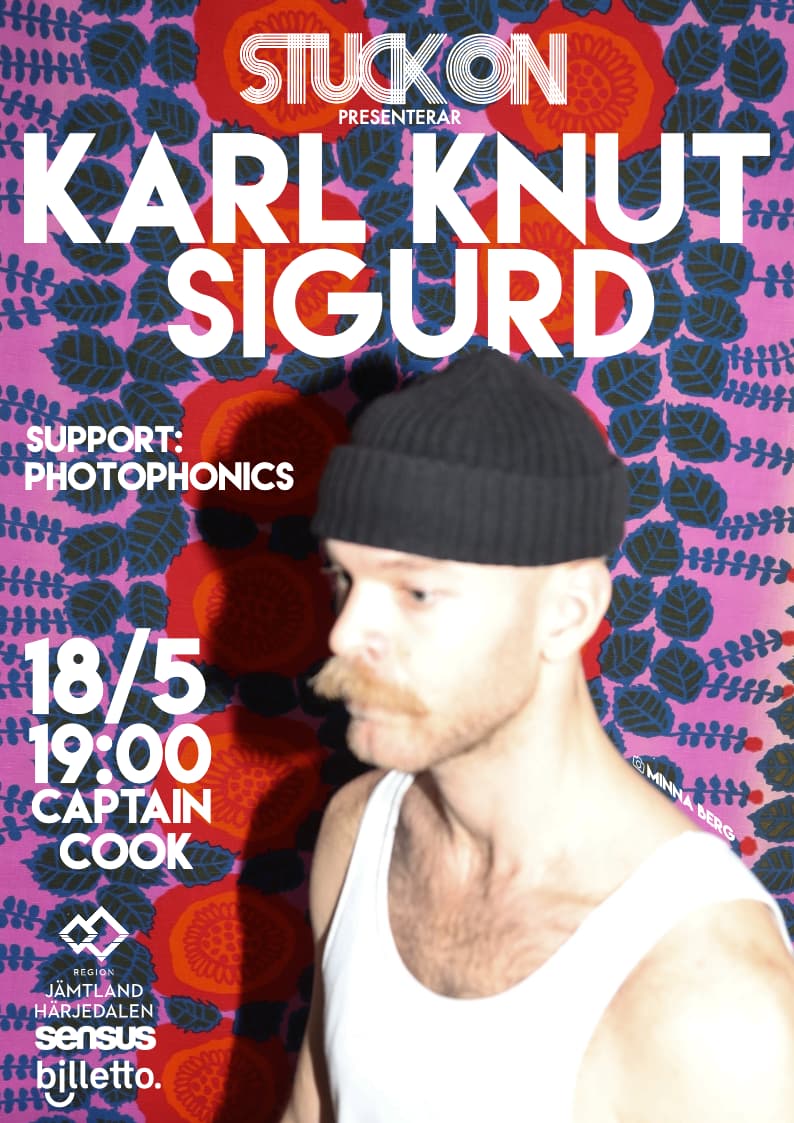 STUCK ON
PRESENTERAR
KARL KNUT
SIGURD
SUPPORT:
PHOTOPHONICS
18/5
19:00
CAPTAIN
COOK
MINNA BERG
REGION
JÄMTLAND
HÄRJEDALEN
sensus
billetto.